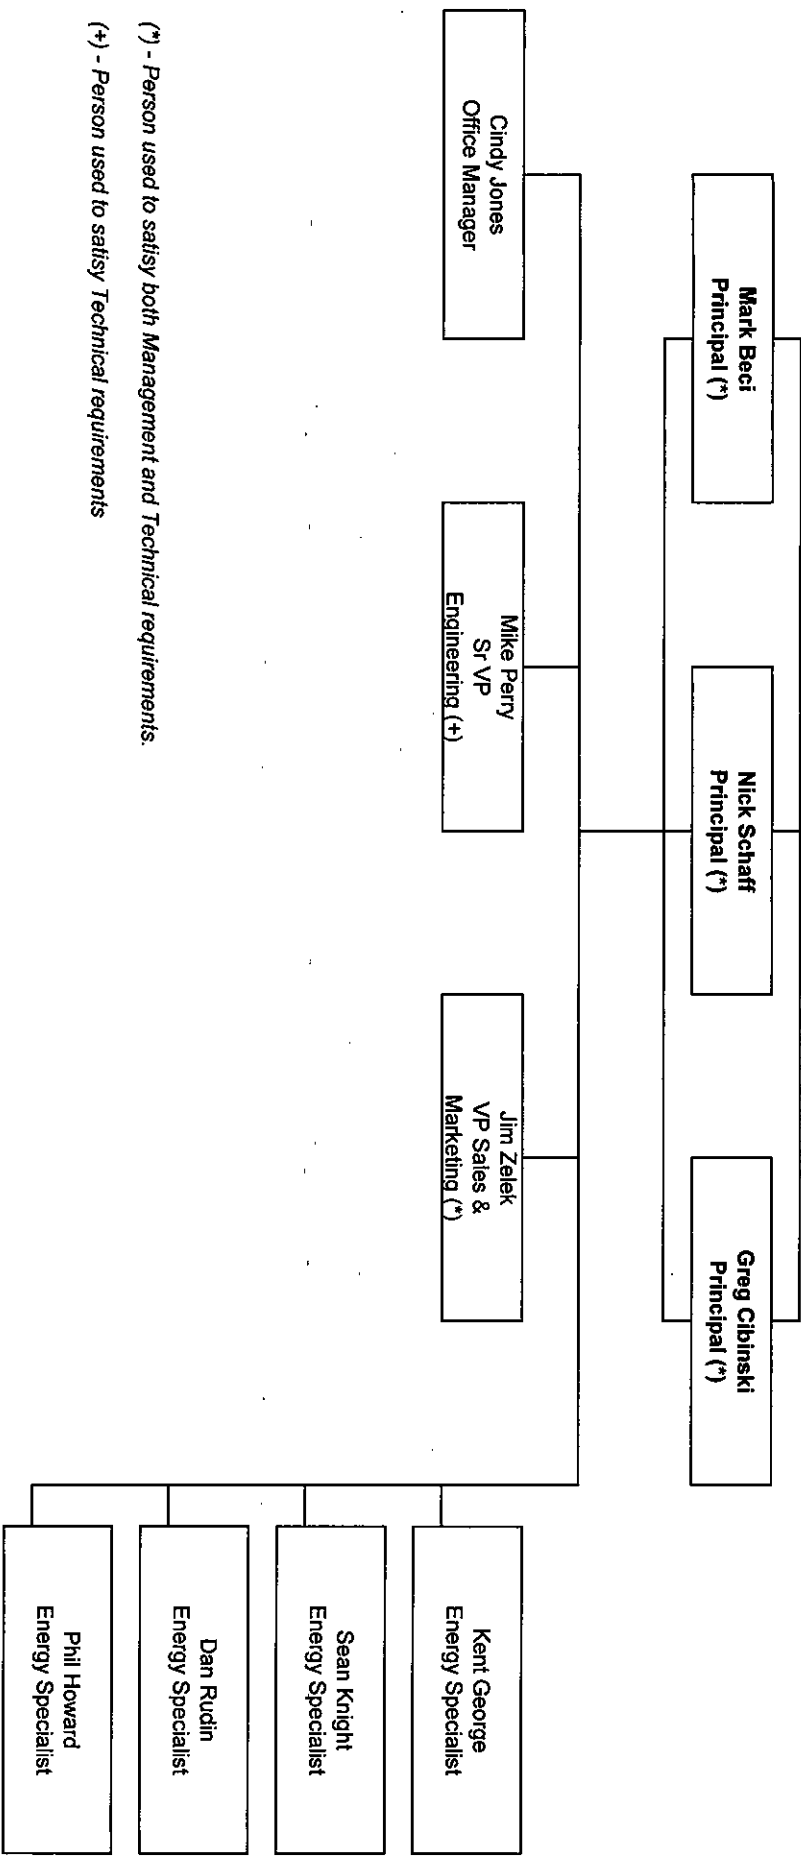 Mark Beci
Principal (*)
Nick Schaff
Principal (*)
Greg Cibinski
Principal (*)
Cindy Jones
Office Manager
Mike Perry
Sr VP
Engineering (+)
Jim Zelek
VP Sales &
Marketing (*)
Kent George
Energy Specialist
Sean Knight
Energy Specialist
Dan Rudin
Energy Specialist
Phil Howard
Energy Specialist
(*) - Person used to satisy both Management and Technical requirements.
(+) - Person used to satisy Technical requirements